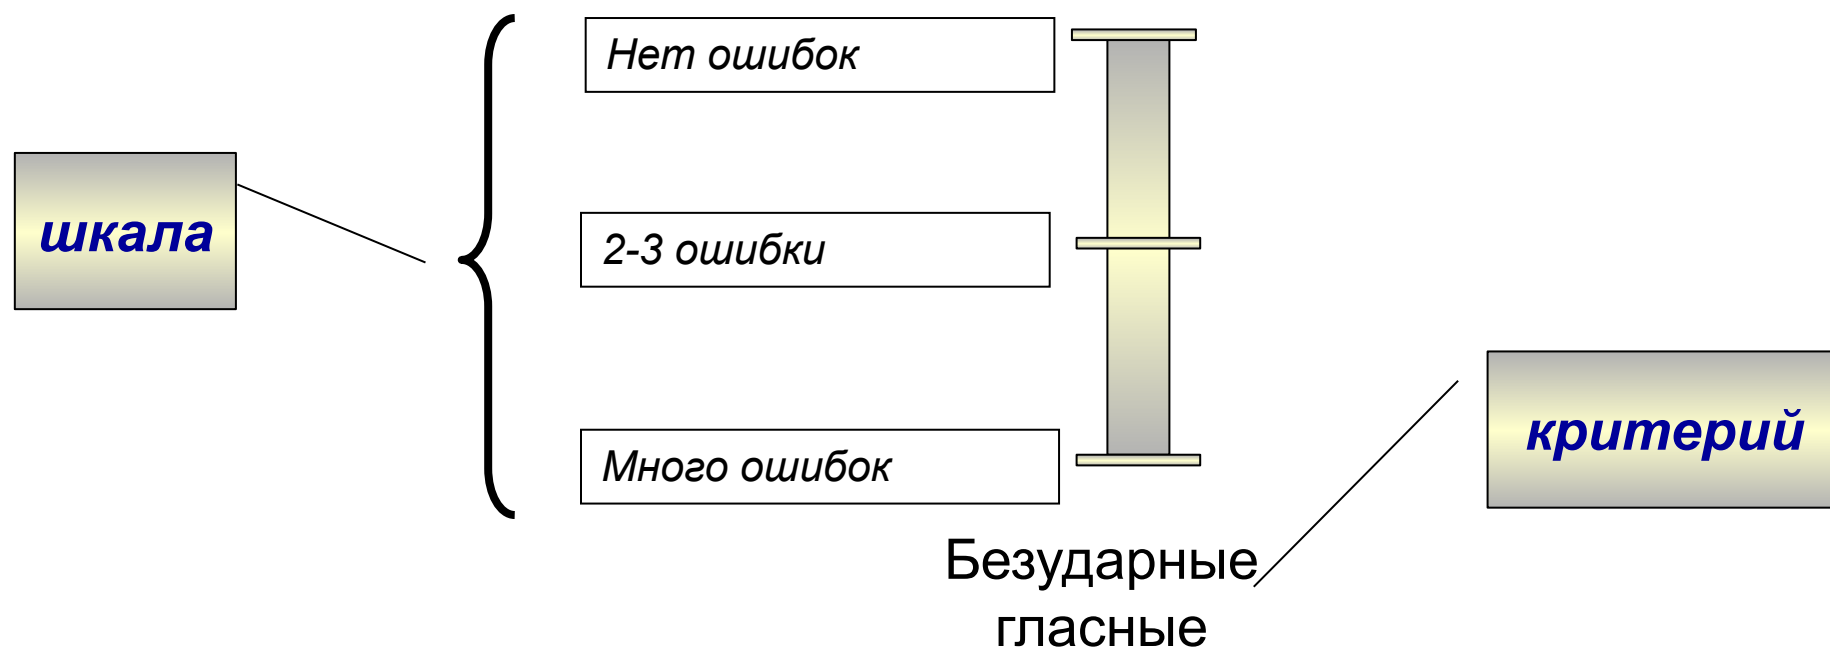 Нет ошибок
шкала
2-3 ошибки
критерий
Много ошибок
Безударные
гласные